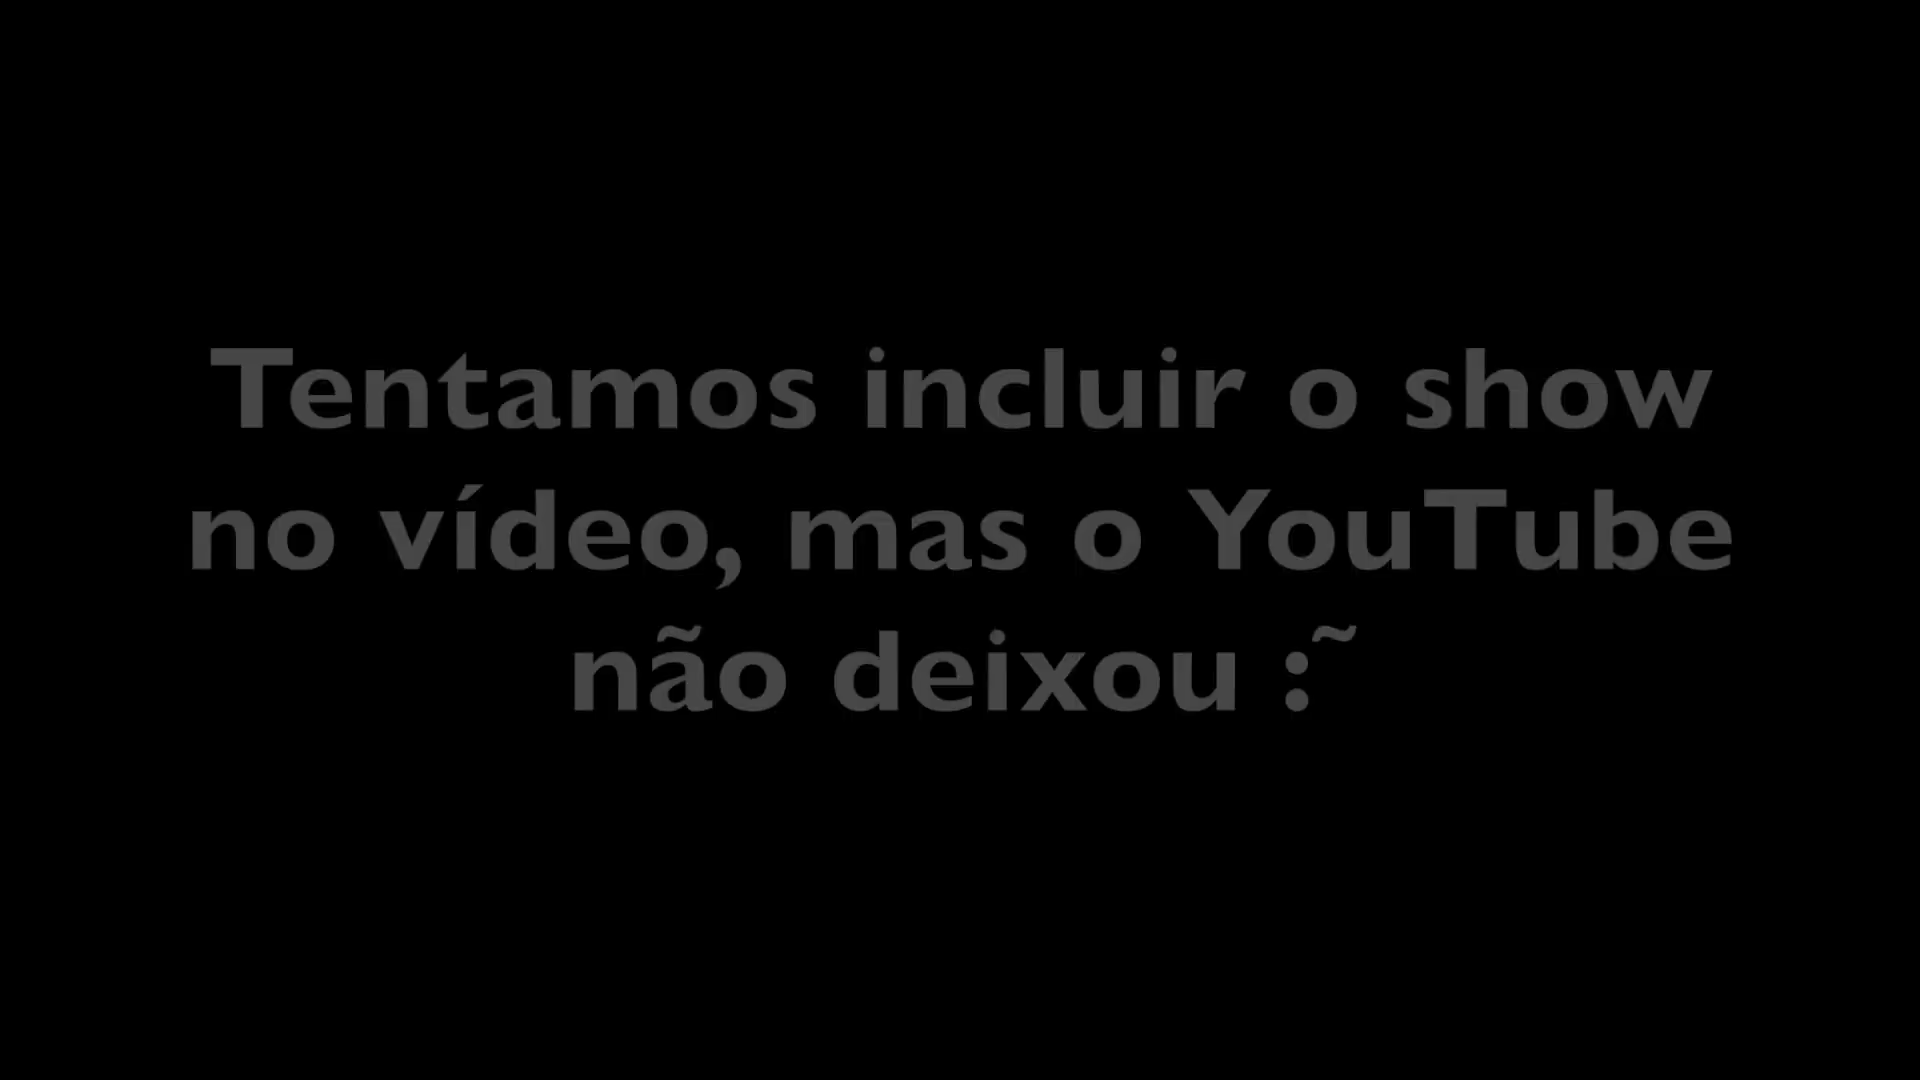 Tentamos incluir o show
no vídeo, mas o YouTube
não deixou :˜